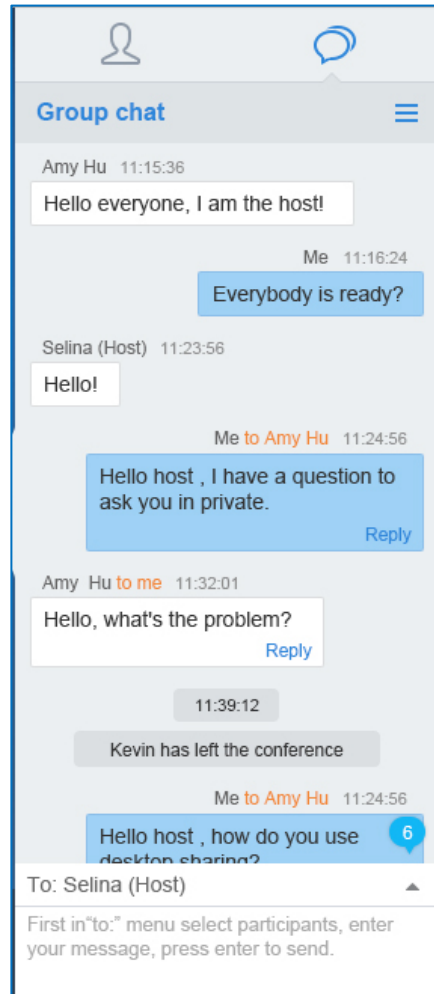 Group chat
Amy Hu 11:15:36
Hello everyone, I am the host!
Me 11:16:24
Everybody is ready?
Selina (Host) 11:23:56
Hello!
Me to Amy Hu 11:24:56
Hello host , I have a question to
ask you in private.
Reply
Amy Hu to me 11:32:01
Hello, what's the problem?
Reply
11:39:12
Kevin has left the conference
Me to Amy Hu 11:24:56
Hello host , how do you use
desktop sharing?
6
To: Selina (Host)
First in“to:” menu select participants, enter
your message, press enter to send.